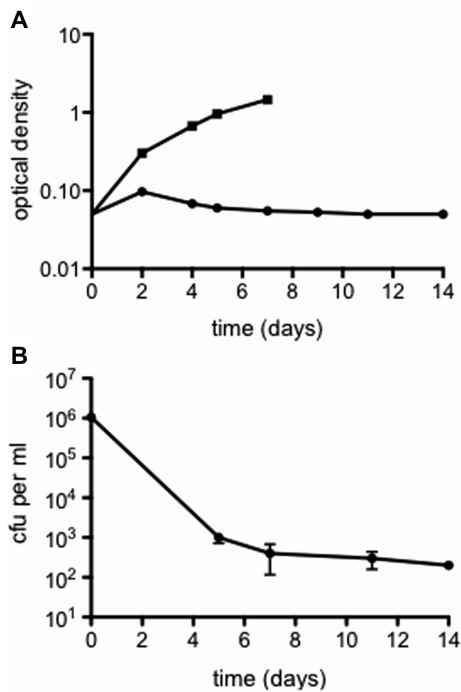 A
10
1
0.10
0.01
optical density
0 2 4 6 8 10 12 14
time (days)
B
10⁷
10⁶
10⁵
10⁴
10³
10²
10¹
cfu per ml
0 2 4 6 8 10 12 14
time (days)